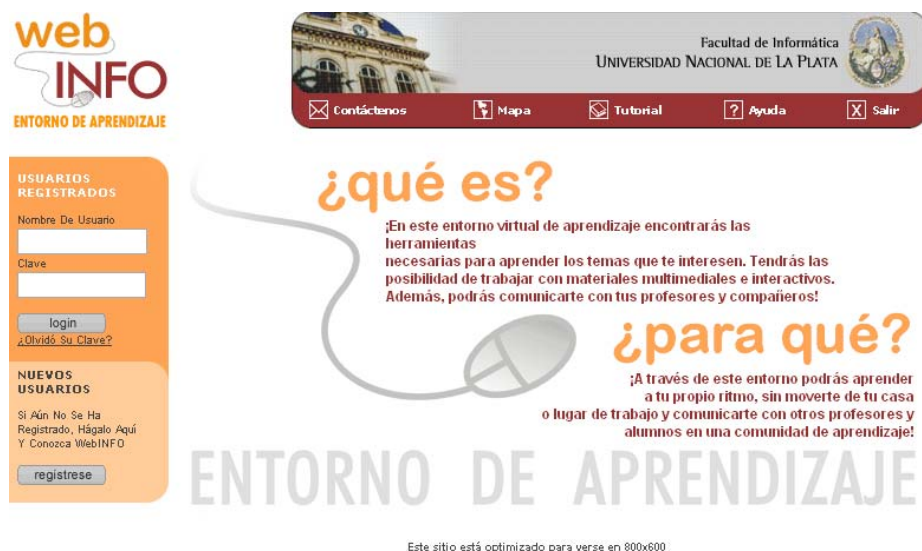 web
INFO
ENTORNO DE APRENDIZAJE
Facultad de Informática
UNIVERSIDAD NACIONAL DE LA PLATA
Contáctenos
Mapa
Tutorial
? Ayuda
X Salir
USUARIOS
REGISTRADOS
Nombre De Usuario
Clave
login
¿Olvidó Su Clave?
NUEVOS
USUARIOS
Si Aún No Se Ha
Registrado, Hágalo Aquí
Y Conozca WebINFO
regístrese
¿qué es?
¡En este entorno virtual de aprendizaje encontrarás las
herramientas
necesarias para aprender los temas que te interesen. Tendrás las
posibilidad de trabajar con materiales multimediales e interactivos.
Además, podrás comunicarte con tus profesores y compañeros!
¿para qué?
¡A través de este entorno podrás aprender
a tu propio ritmo, sin moverte de tu casa
o lugar de trabajo y comunicarte con otros profesores y
alumnos en una comunidad de aprendizaje!
ENTORNO DE APRENDIZAJE
Este sitio está optimizado para verse en 800x600